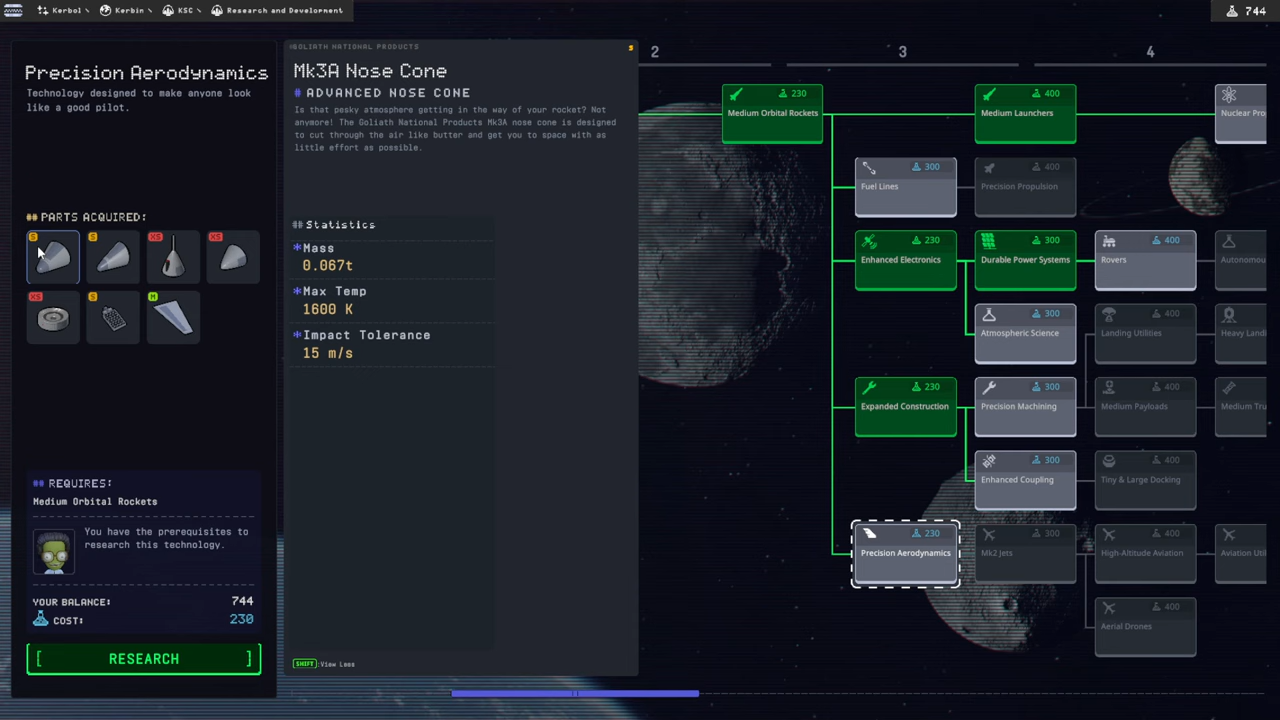 Kerbol
Kerbin
KSC
Research and Development
744
Precision Aerodynamics
Technology designed to make anyone look
like a good pilot.
## PARTS ACQUIRED:
S
S
XS
XS
XS
S
M
## REQUIRES:
Medium Orbital Rockets
You have the prerequisites to
research this technology.
YOUR BALANCE:
744
COST:
[ RESEARCH ]
GOLIATH NATIONAL PRODUCTS
S
Mk3A Nose Cone
# ADVANCED NOSE CONE
Is that pesky atmosphere getting in the way of your rocket? Not
anymore! The Goliath National Products Mk3A nose cone is designed
to cut through the air like butter and get you to space with as
little effort as possible.
## Statistics
*Mass
0.067t
*Max Temp
1600 K
*Impact Tolerance
15 m/s
SHIFT:View Less
2
3
4
230
Medium Orbital Rockets
400
Medium Launchers
Nuclear Pro
300
Fuel Lines
400
Precision Propulsion
230
Enhanced Electronics
300
Durable Power Systems
400
Rovers
Autonomou
300
Atmospheric Science
400
Landing Utilities
Heavy Landi
230
Expanded Construction
300
Precision Machining
400
Medium Payloads
Medium Tru
300
Enhanced Coupling
400
Tiny & Large Docking
230
Precision Aerodynamics
300
Mk2 Jets
400
High-Altitude Aviation
Aviation Util
400
Aerial Drones